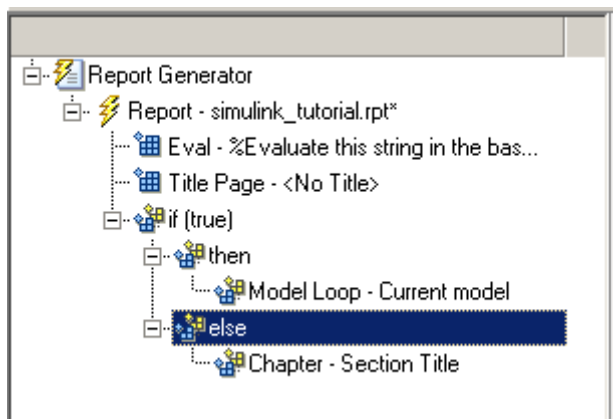 Report Generator
Report - simulink_tutorial.rpt*
Eval - %Evaluate this string in the bas...
Title Page - <No Title>
if (true)
then
Model Loop - Current model
else
Chapter - Section Title